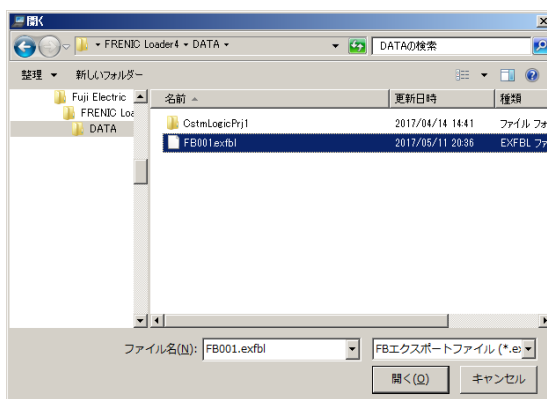 開く
FRENIC Loader4 DATA DATAの検索
整理 新しいフォルダー
Fuji Electric
FRENIC Loa
DATA
名前 更新日時 種類
CstmLogicPrj1 2017/04/14 14:41 ファイル フォ
FB001.exfbl 2017/05/11 20:36 EXFBL ファ
ファイル名(N): FB001.exfbl FBエクスポートファイル (*.ex
開く(O) キャンセル